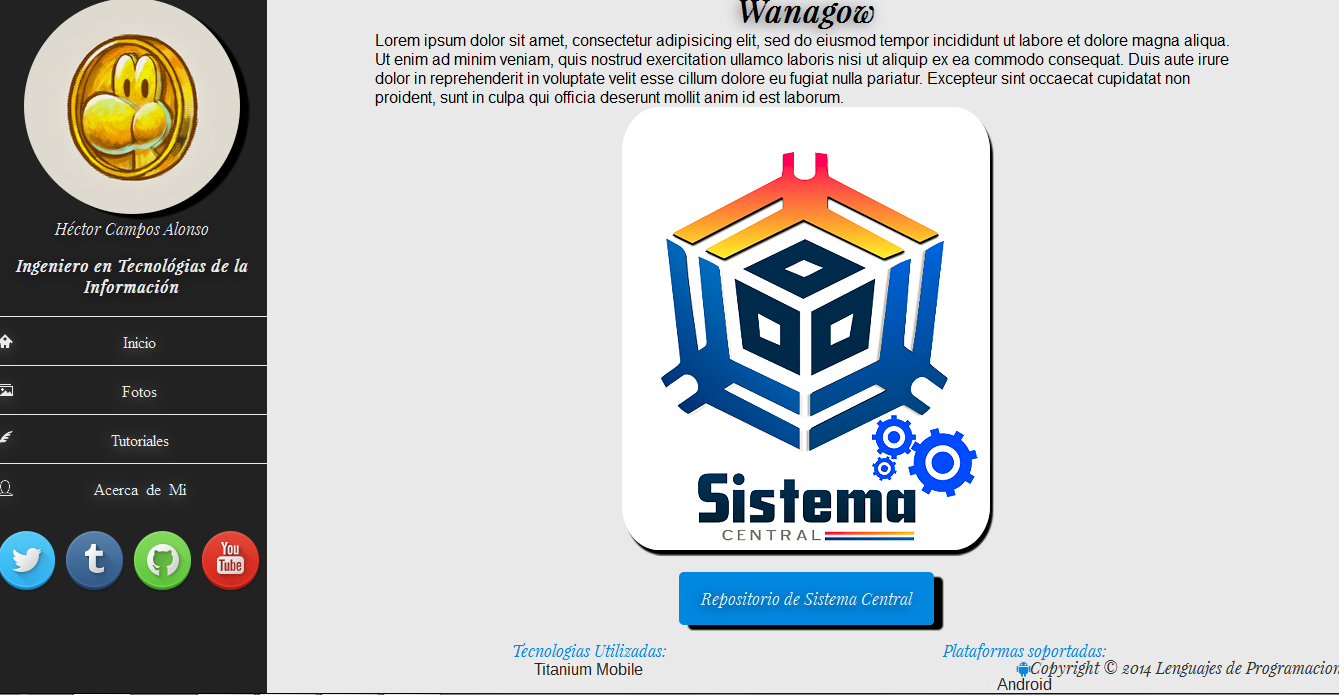 Héctor Campos Alonso
Ingeniero en Tecnológias de la
Información
Inicio
Fotos
Tutoriales
Acerca de Mi
t
You
Tube
Wanagow
Lorem ipsum dolor sit amet, consectetur adipisicing elit, sed do eiusmod tempor incididunt ut labore et dolore magna aliqua.
Ut enim ad minim veniam, quis nostrud exercitation ullamco laboris nisi ut aliquip ex ea commodo consequat. Duis aute irure
dolor in reprehenderit in voluptate velit esse cillum dolore eu fugiat nulla pariatur. Excepteur sint occaecat cupidatat non
proident, sunt in culpa qui officia deserunt mollit anim id est laborum.
Sistema
CENTRAL
Repositorio de Sistema Central
Tecnologías Utilizadas:
Titanium Mobile
Plataformas soportadas:
Copyright © 2014 Lenguajes de Programacion
Android